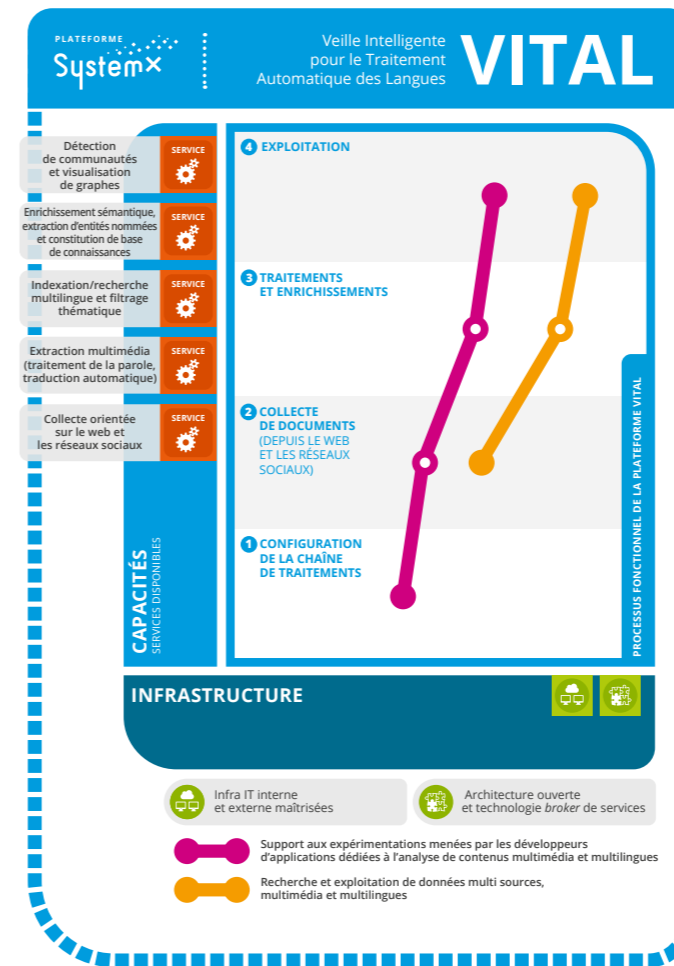 PLATEFORME
Systemx
Veille Intelligente
pour le Traitement
Automatique des Langues
VITAL
Détection
de communautés
et visualisation
de graphes
SERVICE
Enrichissement sémantique,
extraction d'entités nommées
et constitution de base
de connaissances
SERVICE
Indexation/recherche
multilingue et filtrage
thématique
SERVICE
Extraction multimédia
(traitement de la parole,
traduction automatique)
SERVICE
Collecte orientée
sur le web et
les réseaux sociaux
SERVICE
CAPACITÉS
SERVICES DISPONIBLES
4 EXPLOITATION
3 TRAITEMENTS
ET ENRICHISSEMENTS
2 COLLECTE
DE DOCUMENTS
(DEPUIS LE WEB
ET LES RÉSEAUX
SOCIAUX)
1 CONFIGURATION
DE LA CHAÎNE
DE TRAITEMENTS
PROCESSUS FONCTIONNEL DE LA PLATEFORME VITAL
INFRASTRUCTURE
Infra IT interne
et externe maîtrisées
Architecture ouverte
et technologie broker de services
Support aux expérimentations menées par les développeurs
d'applications dédiées à l'analyse de contenus multimédia et multilingues
Recherche et exploitation de données multi sources,
multimédia et multilingues